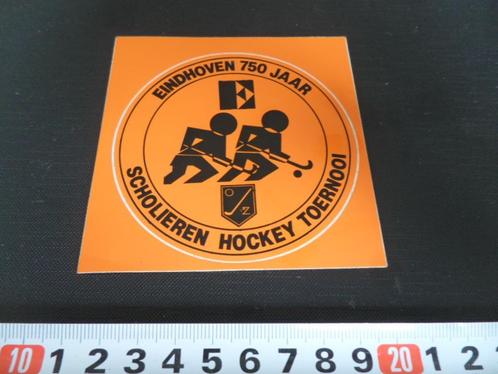 EINDHOVEN 750 JAAR
E
SCHOLIEREN HOCKEY TOERNOOI
10 1 2 3 4 5 6 7 8 9 20 1 2